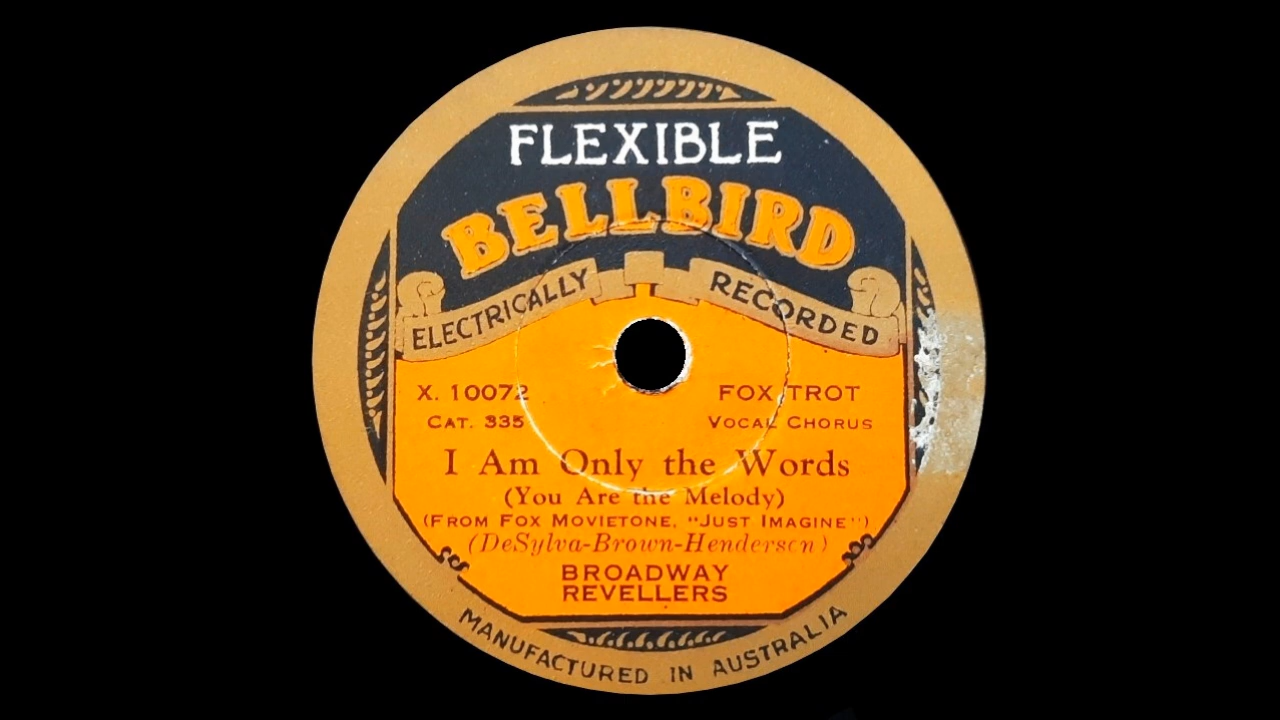 FLEXIBLE
BELLBIRD
ELECTRICALLY RECORDED
X. 10072 FOX TROT
CAT. 335 VOCAL CHORUS
I Am Only the Words
(You Are the Melody)
(FROM FOX MOVIETONE, "JUST IMAGINE")
(DeSylva-Brown-Henderson)
BROADWAY
REVELLERS
MANUFACTURED IN AUSTRALIA